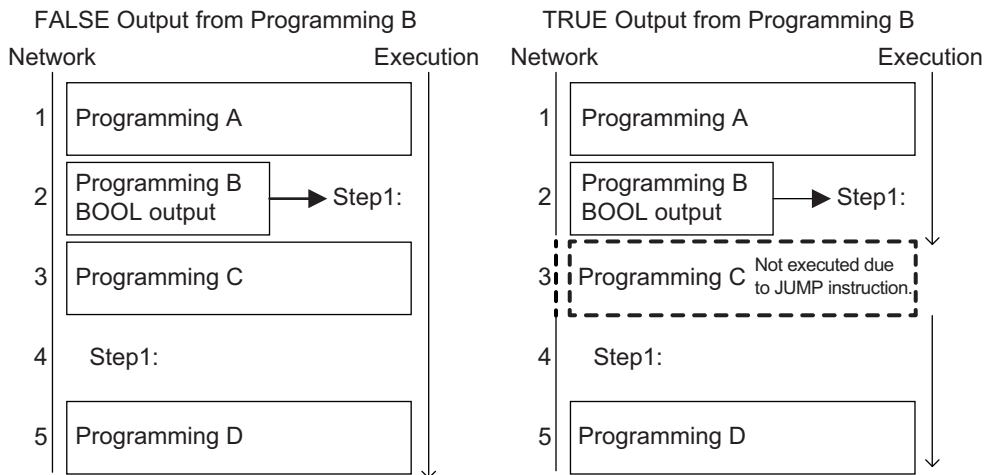 FALSE Output from Programming B
Network
Execution
1
Programming A
2
Programming B
BOOL output
Step1:
3
Programming C
4
Step1:
5
Programming D
TRUE Output from Programming B
Network
Execution
1
Programming A
2
Programming B
BOOL output
Step1:
3
Programming C
Not executed due
to JUMP instruction.
4
Step1:
5
Programming D